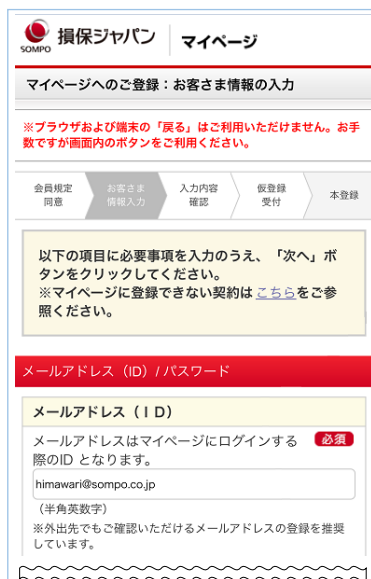 SOMPO 損保ジャパン マイページ
マイページへのご登録：お客さま情報の入力
※ブラウザおよび端末の「戻る」はご利用いただけません。お手
数ですが画面内のボタンをご利用ください。
会員規定
同意
お客さま
情報入力
入力内容
確認
仮登録
受付
本登録
以下の項目に必要事項を入力のうえ、「次へ」ボ
タンをクリックしてください。
※マイページに登録できない契約はこちらをご参
照ください。
メールアドレス（ID）/ パスワード
メールアドレス（ＩＤ）
メールアドレスはマイページにログインする 必須
際のID となります。
himawari@sompo.co.jp
（半角英数字）
※外出先でもご確認いただけるメールアドレスの登録を推奨
しています。